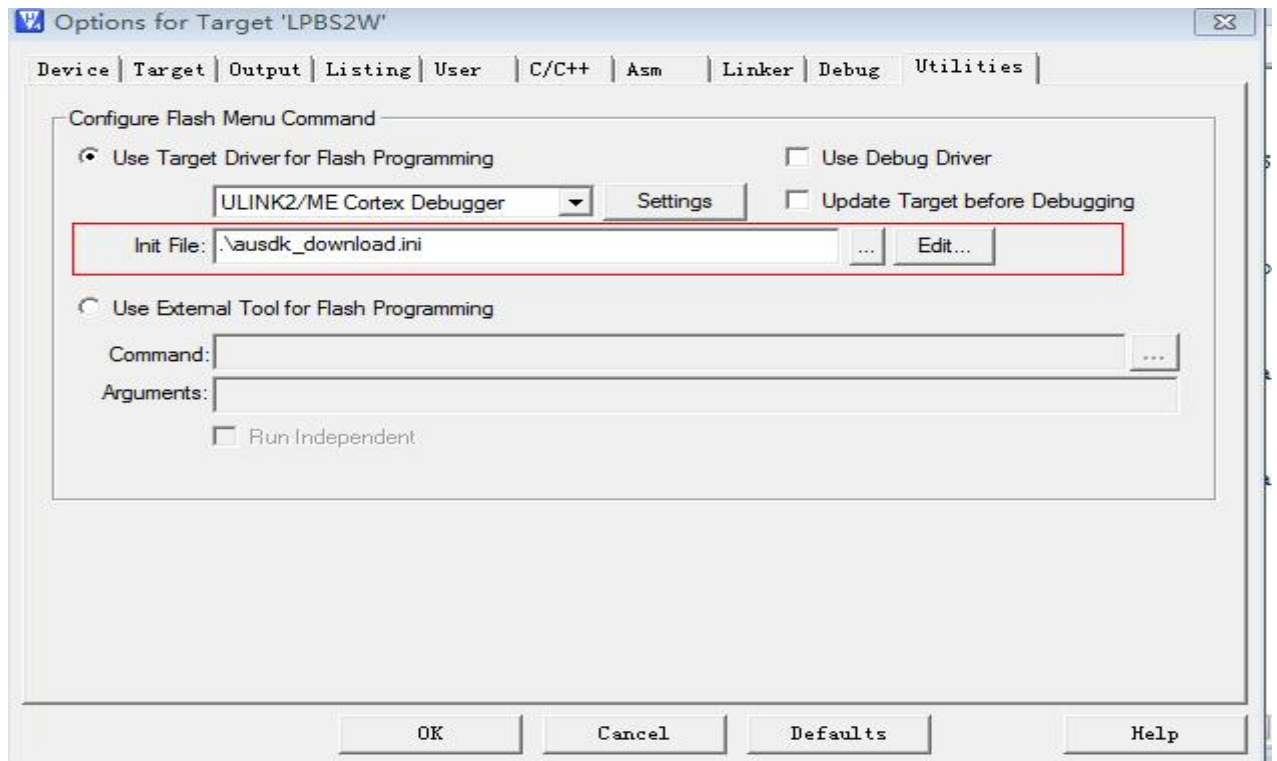 Options for Target 'LPBS2W'
Device Target Output Listing User C/C++ Asm Linker Debug Utilities
Configure Flash Menu Command
Use Target Driver for Flash Programming Use Debug Driver
ULINK2/ME Cortex Debugger Settings Update Target before Debugging
Init File: .\ausdk_download.ini ... Edit...
Use External Tool for Flash Programming
Command: ...
Arguments:
Run Independent
OK Cancel Defaults Help